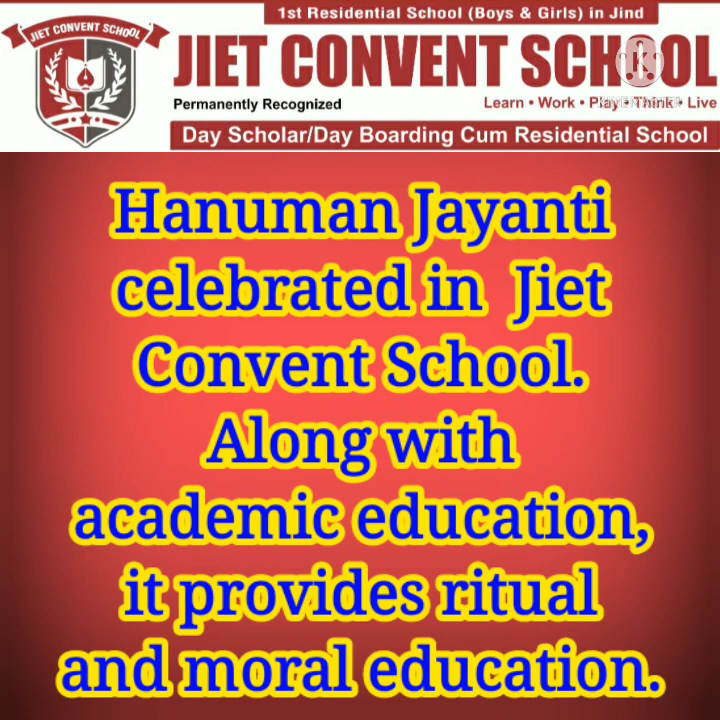 1st Residential School (Boys & Girls) in Jind
JIET CONVENT SCHOOL
JIET CONVENT SCHOOL
Permanently Recognized
Learn • Work • Play • Think • Live
Day Scholar/Day Boarding Cum Residential School
Hanuman Jayanti
celebrated in Jiet
Convent School.
Along with
academic education,
it provides ritual
and moral education.